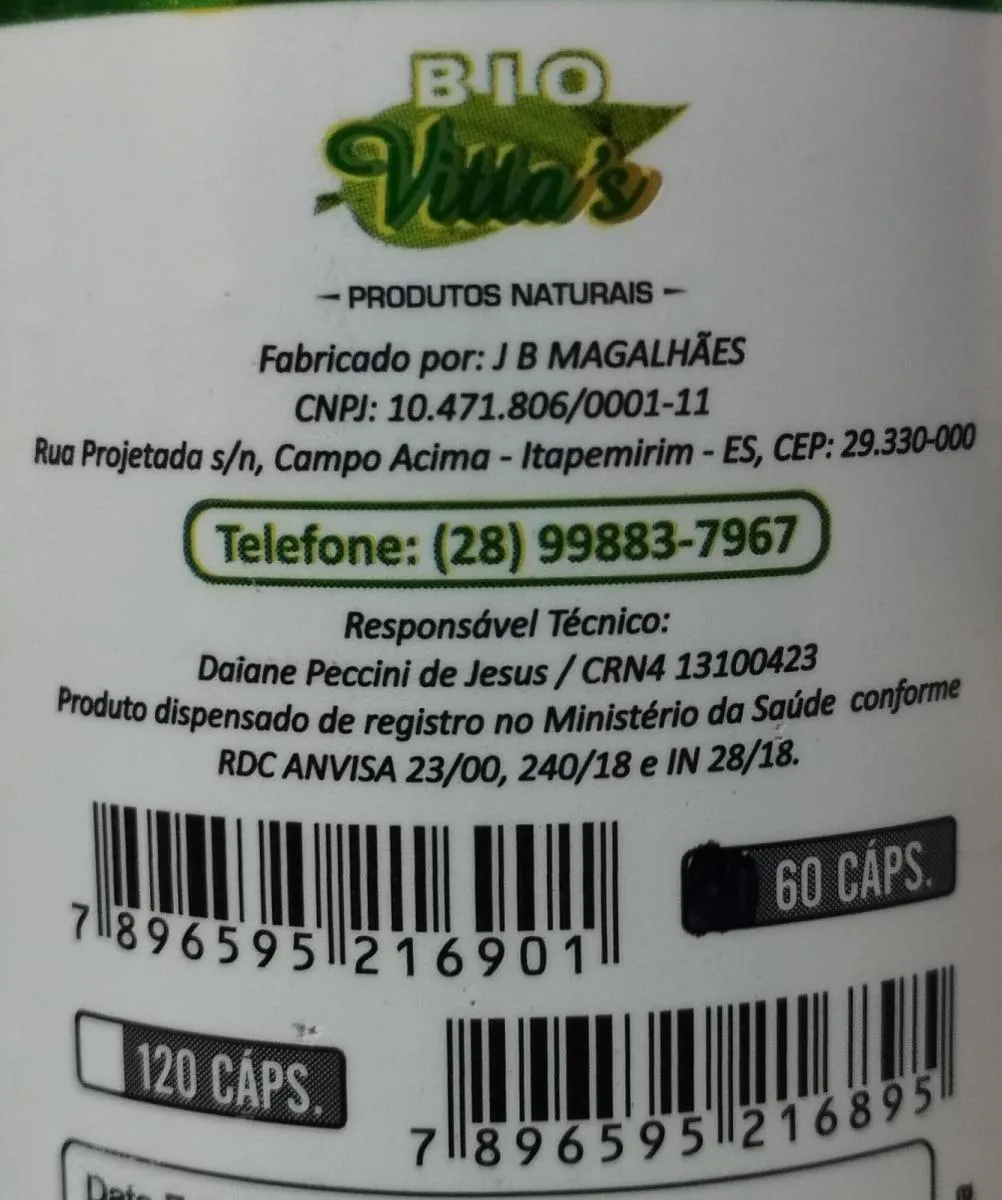 BIO
Vitta's
- PRODUTOS NATURAIS -
Fabricado por: J B MAGALHÃES
CNPJ: 10.471.806/0001-11
Rua Projetada s/n, Campo Acima - Itapemirim - ES, CEP: 29.330-000
Telefone: (28) 99883-7967
Responsável Técnico:
Daiane Peccini de Jesus / CRN4 13100423
Produto dispensado de registro no Ministério da Saúde conforme
RDC ANVISA 23/00, 240/18 e IN 28/18.
7 896595 216901
60 CÁPS.
120 CÁPS.
7 896595 216895